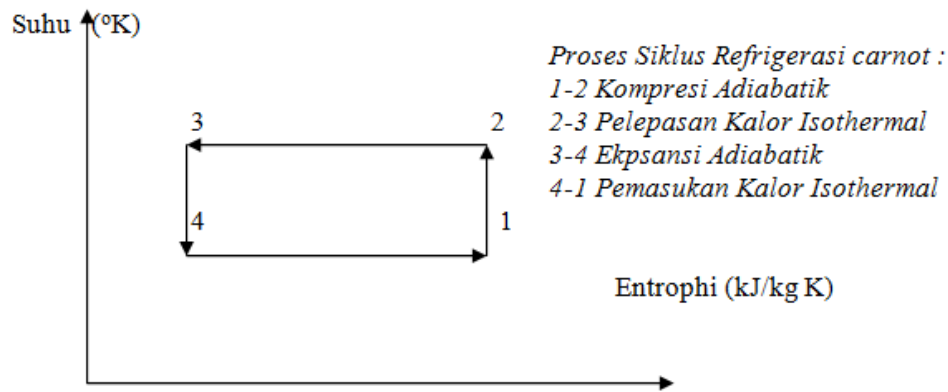 Suhu (ºK)
Proses Siklus Refrigerasi carnot :
1-2 Kompresi Adiabatik
3 2
2-3 Pelepasan Kalor Isothermal
3-4 Ekpsansi Adiabatik
4-1 Pemasukan Kalor Isothermal
4 1
Entrophi (kJ/kg K)